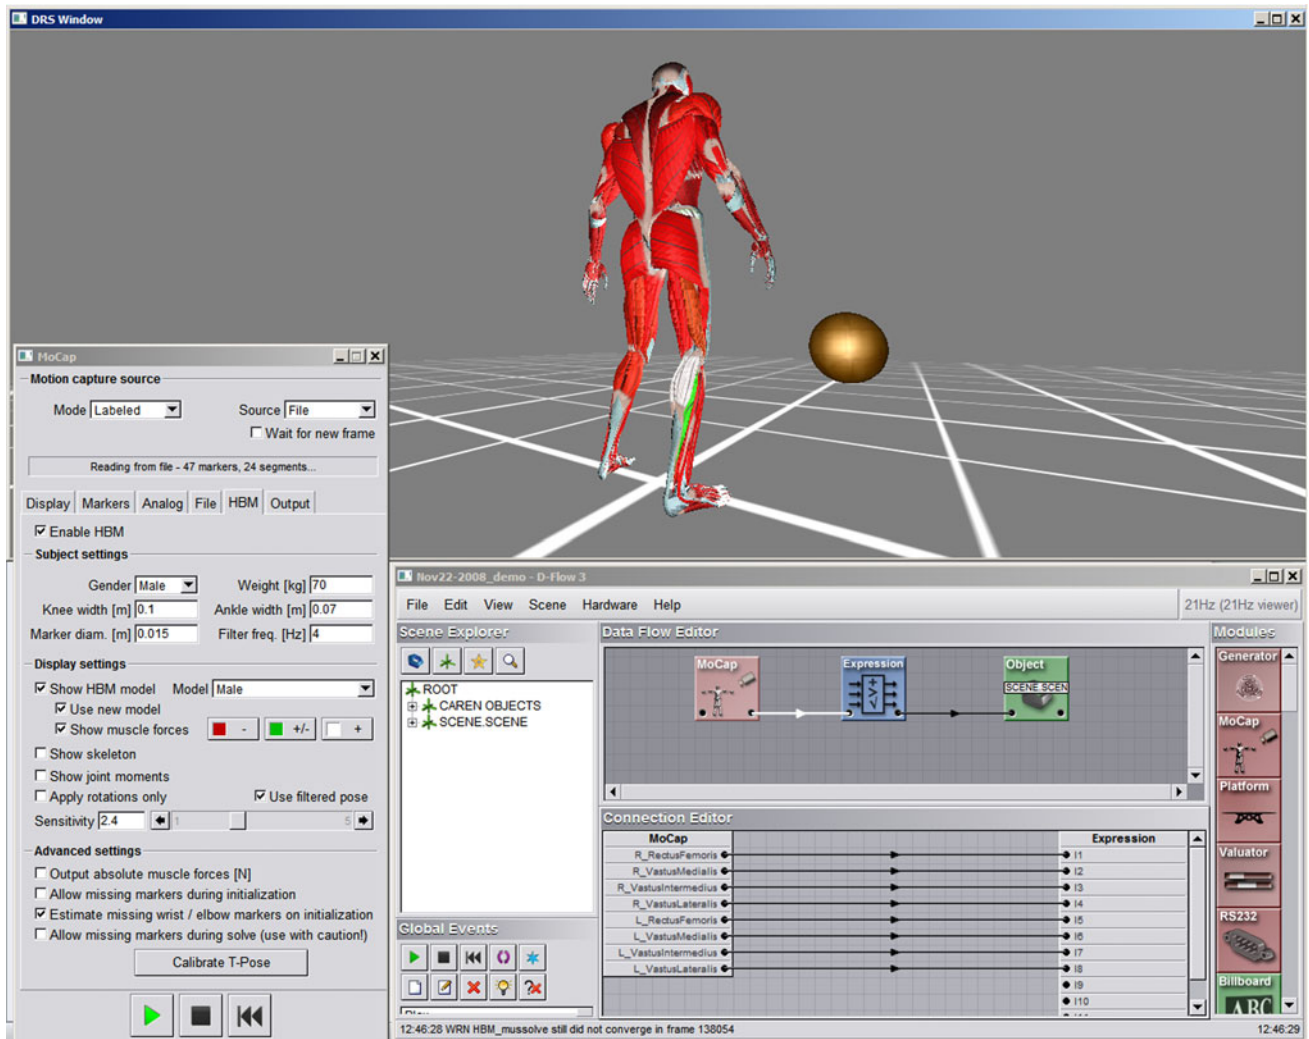 DRS Window
MoCap
Motion capture source
Mode Labeled Source File
Wait for new frame
Reading from file - 47 markers, 24 segments...
Display Markers Analog File HBM Output
Enable HBM
Subject settings
Gender Male Weight [kg] 70
Knee width [m] 0.1 Ankle width [m] 0.07
Marker diam. [m] 0.015 Filter freq. [Hz] 4
Display settings
Show HBM model Model Male
Use new model
Show muscle forces - +/- +
Show skeleton
Show joint moments
Apply rotations only Use filtered pose
Sensitivity 2.4 1 5
Advanced settings
Output absolute muscle forces [N]
Allow missing markers during initialization
Estimate missing wrist / elbow markers on initialization
Allow missing markers during solve (use with caution!)
Calibrate T-Pose
Nov22-2008_demo - D-Flow 3
File Edit View Scene Hardware Help 21Hz (21Hz viewer)
Scene Explorer
ROOT
CAREN OBJECTS
SCENE.SCENE
Global Events
Data Flow Editor
MoCap Expression Object
SCENE.SCEN
Connection Editor
MoCap Expression
R_RectusFemoris I1
R_VastusMedialis I2
R_VastusIntermedius I3
R_VastusLateralis I4
L_RectusFemoris I5
L_VastusMedialis I6
L_VastusIntermedius I7
L_VastusLateralis I8
I9
I10
Modules
Generator
MoCap
Platform
Valuator
RS232
Billboard
ABC
12:46:28 WRN HBM_mussolve still did not converge in frame 138054 12:46:29